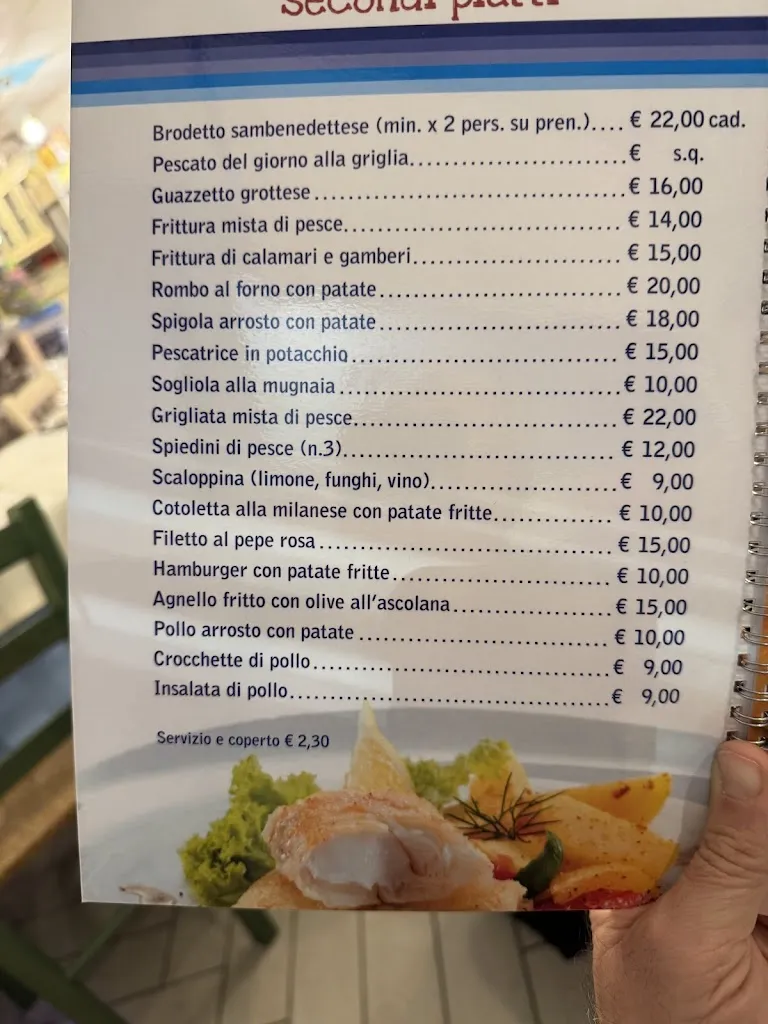 secondi piatti
Brodetto sambenedettese (min. x 2 pers. su pren.).... € 22,00 cad.
Pescato del giorno alla griglia..............................€ s.q.
Guazzetto grottese.............................................€ 16,00
Frittura mista di pesce........................................ € 14,00
Frittura di calamari e gamberi.............................. € 15,00
Rombo al forno con patate................................... € 20,00
Spigola arrosto con patate................................... € 18,00
Pescatrice in potacchio....................................... € 15,00
Sogliola alla mugnaia.........................................€ 10,00
Grigliata mista di pesce...................................... € 22,00
Spiedini di pesce (n.3)....................................... € 12,00
Scaloppina (limone, funghi, vino)...........................€ 9,00
Cotoletta alla milanese con patate fritte................. € 10,00
Filetto al pepe rosa........................................... € 15,00
Hamburger con patate fritte................................ € 10,00
Agnello fritto con olive all'ascolana...................... € 15,00
Pollo arrosto con patate ..................................... € 10,00
Crocchette di pollo...........................................€ 9,00
Insalata di pollo..............................................€ 9,00
Servizio e coperto € 2,30